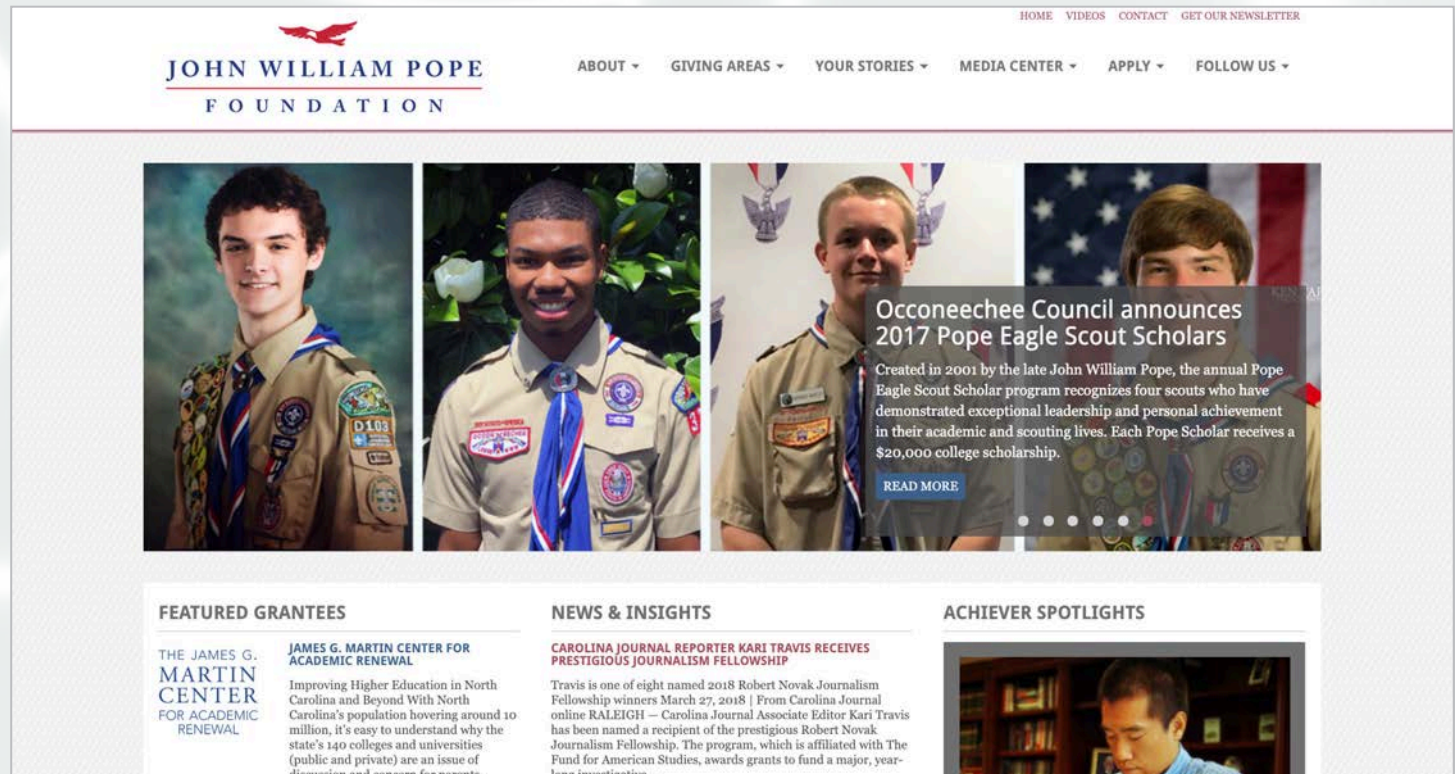 HOME VIDEOS CONTACT GET OUR NEWSLETTER
JOHN WILLIAM POPE
FOUNDATION
ABOUT GIVING AREAS YOUR STORIES MEDIA CENTER APPLY FOLLOW US
D103
Occoneechee Council announces
2017 Pope Eagle Scout Scholars
Created in 2001 by the late John William Pope, the annual Pope
Eagle Scout Scholar program recognizes four scouts who have
demonstrated exceptional leadership and personal achievement
in their academic and scouting lives. Each Pope Scholar receives a
$20,000 college scholarship.
READ MORE
FEATURED GRANTEES
THE JAMES G.
MARTIN
CENTER
FOR ACADEMIC
RENEWAL
JAMES G. MARTIN CENTER FOR
ACADEMIC RENEWAL
Improving Higher Education in North
Carolina and Beyond With North
Carolina's population hovering around 10
million, it's easy to understand why the
state's 140 colleges and universities
(public and private) are an issue of
discussion and concern for parents
NEWS & INSIGHTS
CAROLINA JOURNAL REPORTER KARI TRAVIS RECEIVES
PRESTIGIOUS JOURNALISM FELLOWSHIP
Travis is one of eight named 2018 Robert Novak Journalism
Fellowship winners March 27, 2018 | From Carolina Journal
online RALEIGH — Carolina Journal Associate Editor Kari Travis
has been named a recipient of the prestigious Robert Novak
Journalism Fellowship. The program, which is affiliated with The
Fund for American Studies, awards grants to fund a major, year-
long investigative
ACHIEVER SPOTLIGHTS